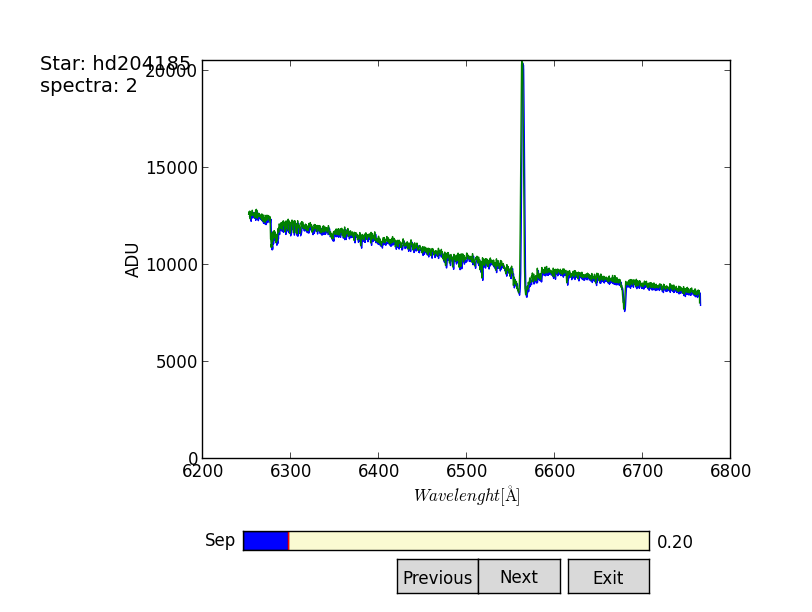 Star: hd204185
spectra: 2
20000
15000
10000
5000
0
ADU
6200 6300 6400 6500 6600 6700 6800
Wavelenght[Å]
Sep 0.20
Previous Next Exit